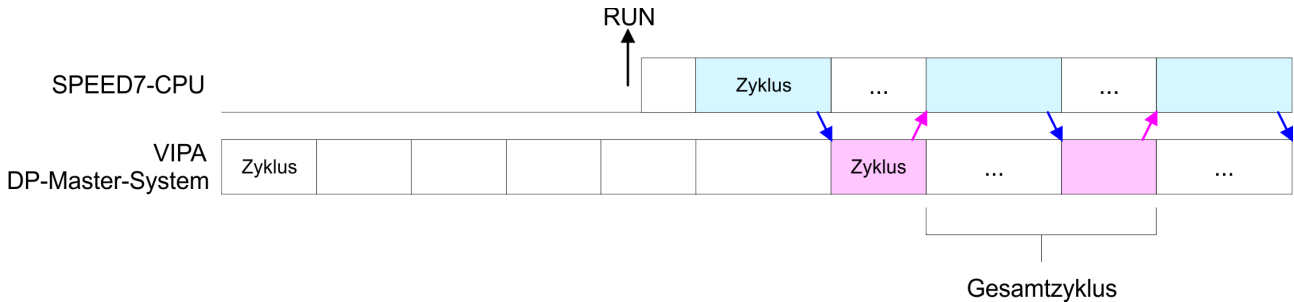 RUN
SPEED7-CPU
Zyklus
...
...
VIPA
DP-Master-System
Zyklus
Zyklus
...
...
Gesamtzyklus